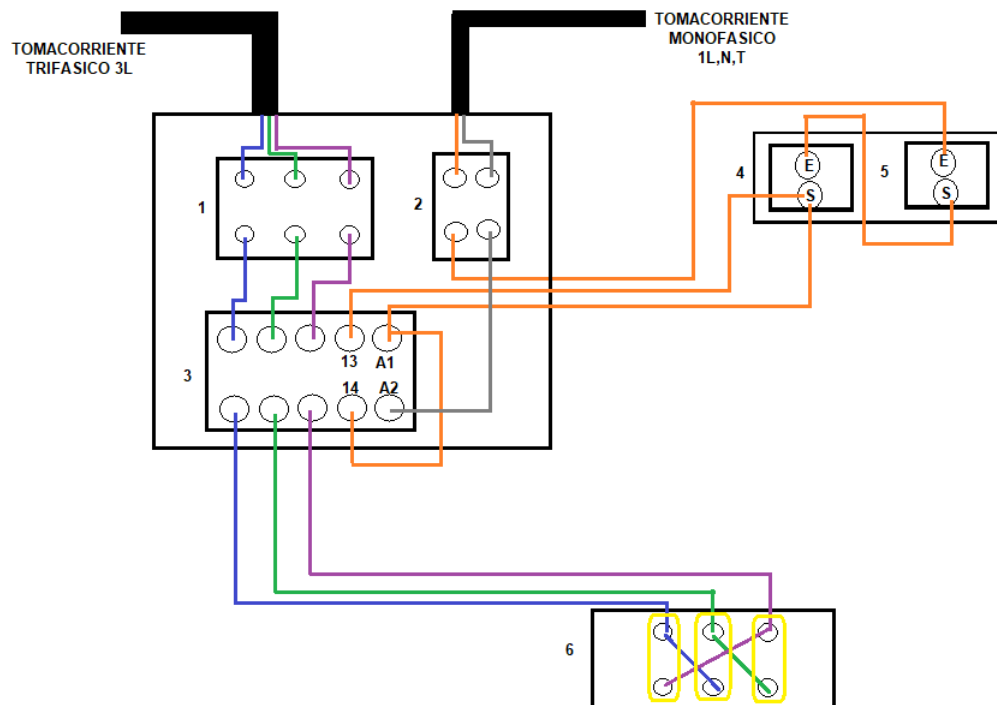 TOMACORRIENTE
TRIFASICO 3L
TOMACORRIENTE
MONOFASICO
1L,N,T
1
2
4
E
S
5
E
S
3
13
A1
14
A2
6